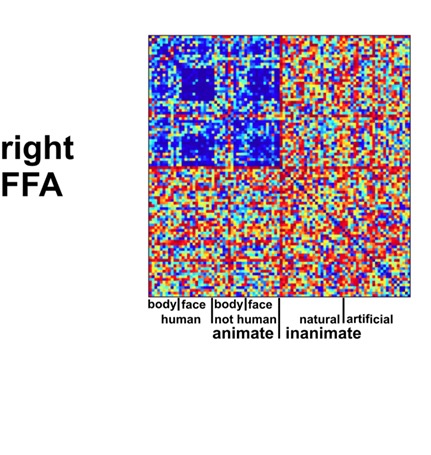 right
FFA
body face body face
human not human natural artificial
animate inanimate